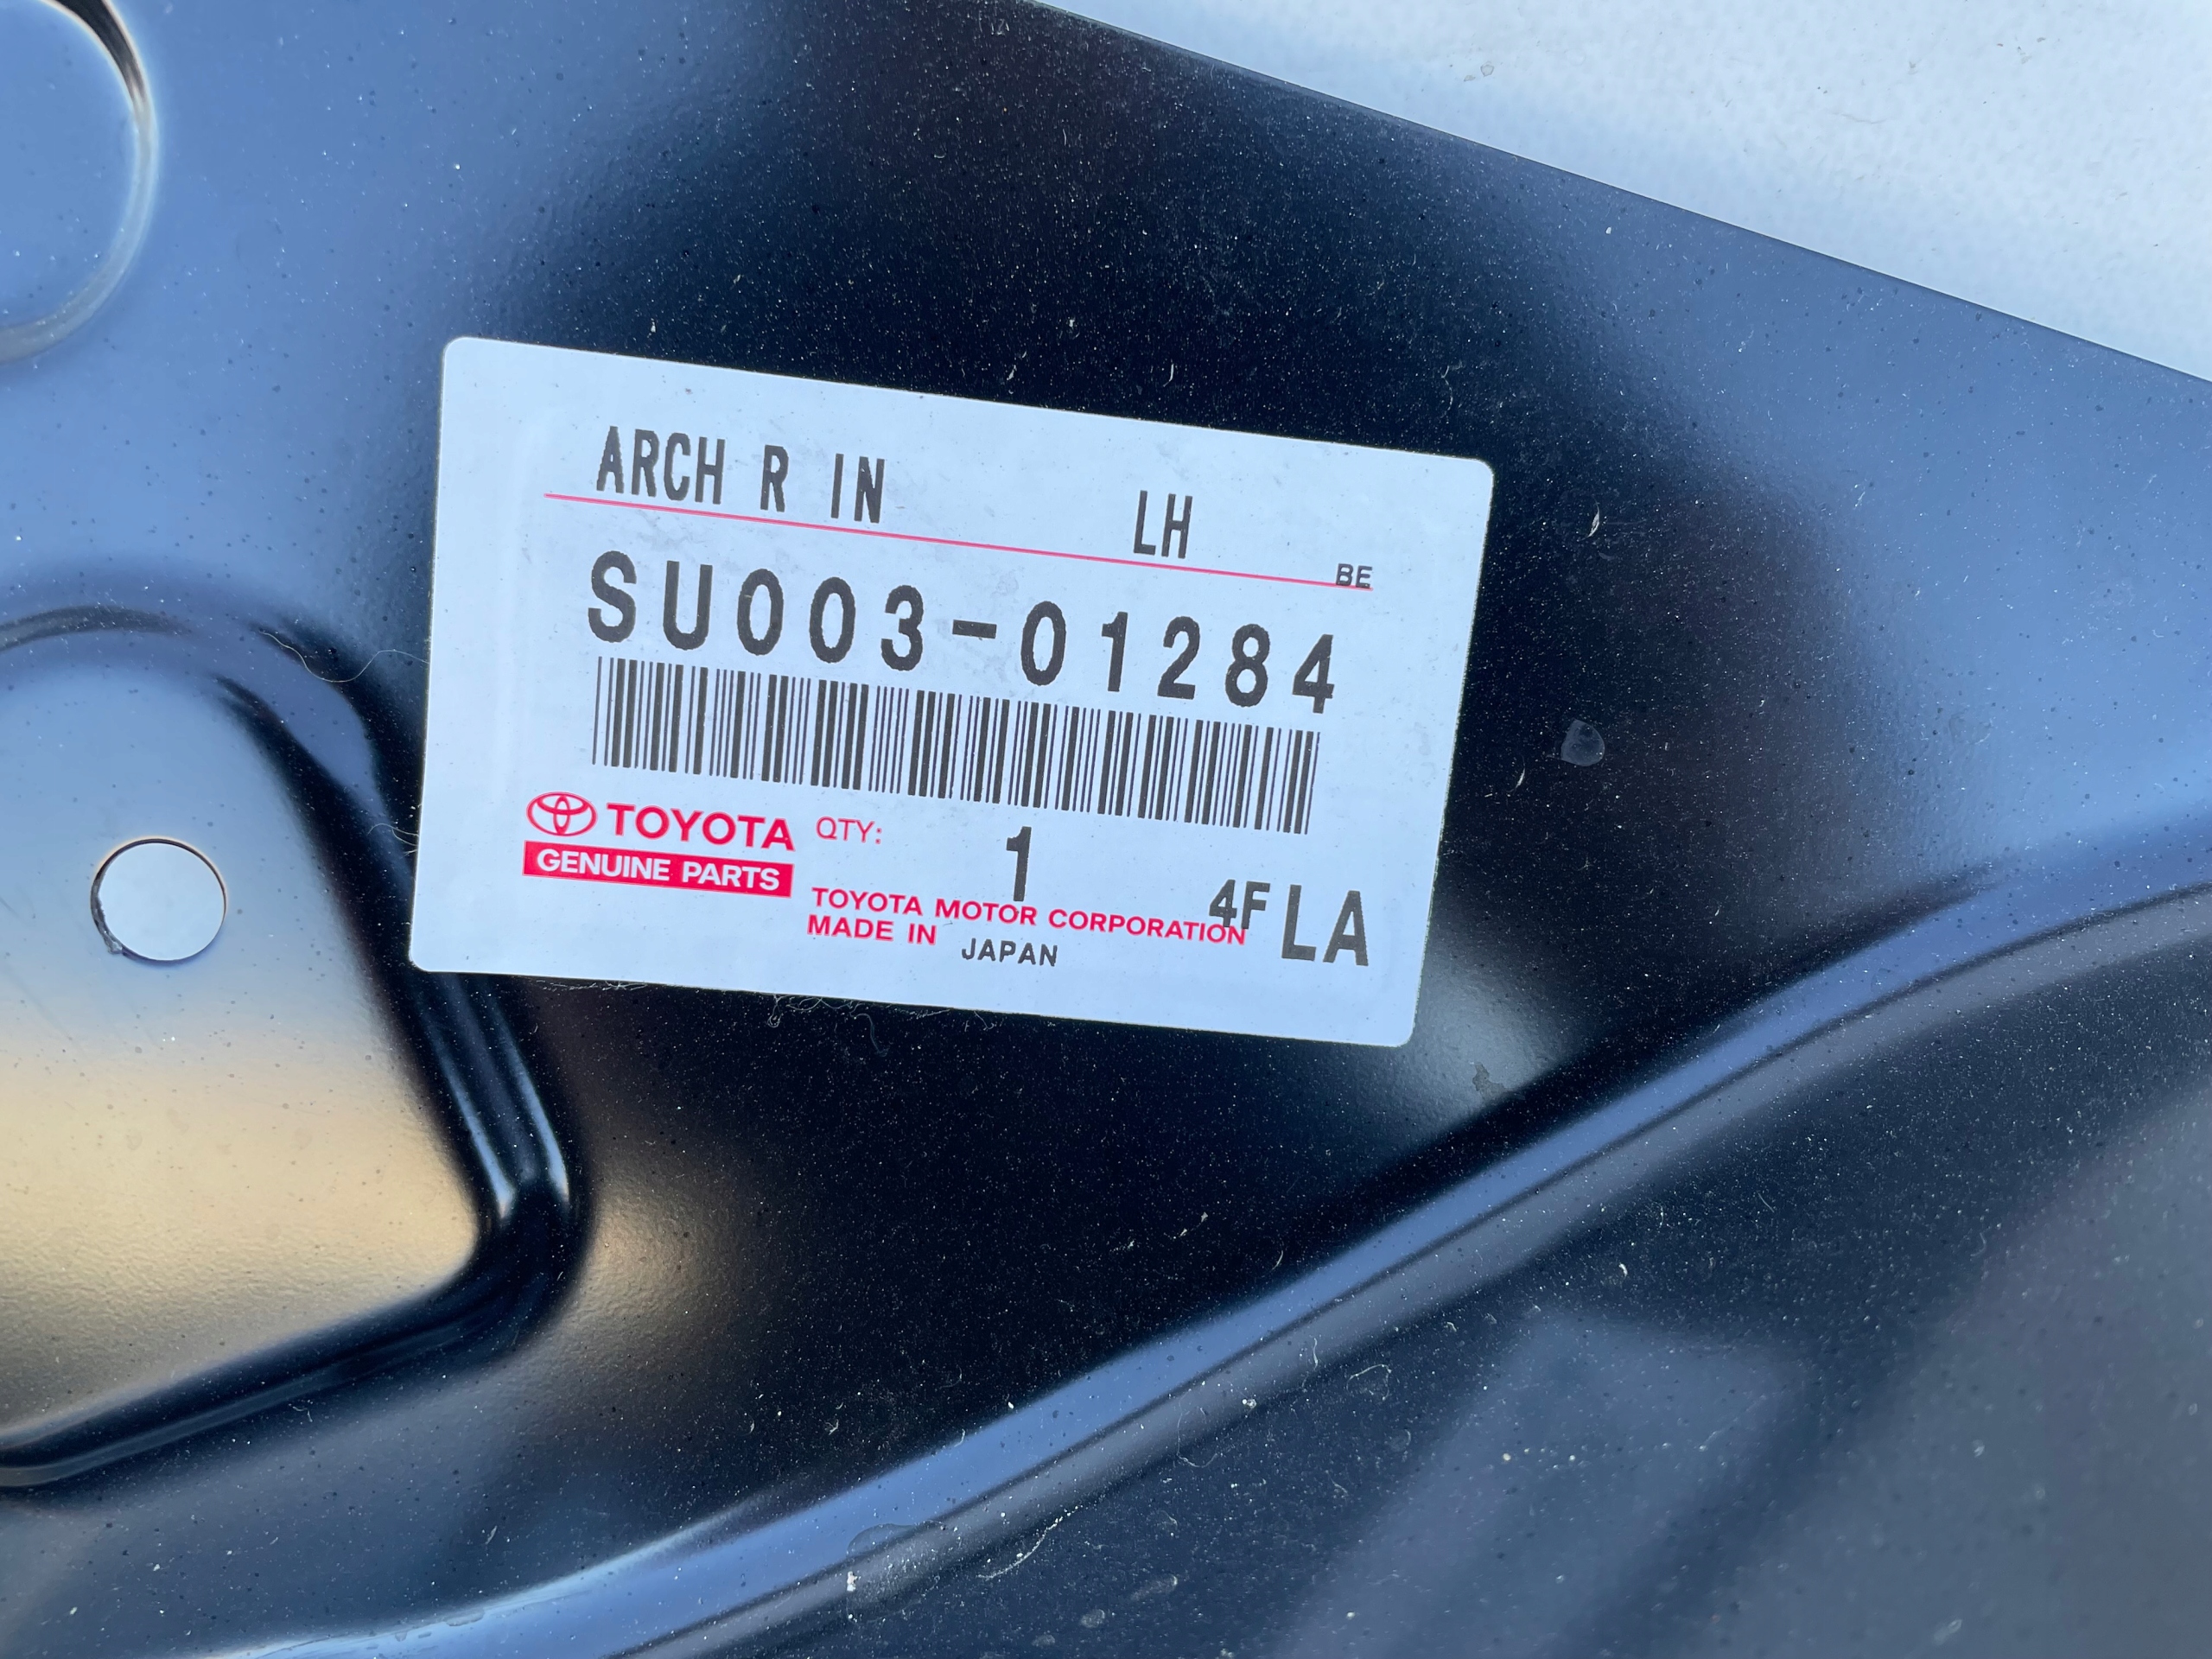 ARCH R IN LH
BE
SU003-01284
TOYOTA QTY: 1
GENUINE PARTS
TOYOTA MOTOR CORPORATION 4F LA
MADE IN JAPAN